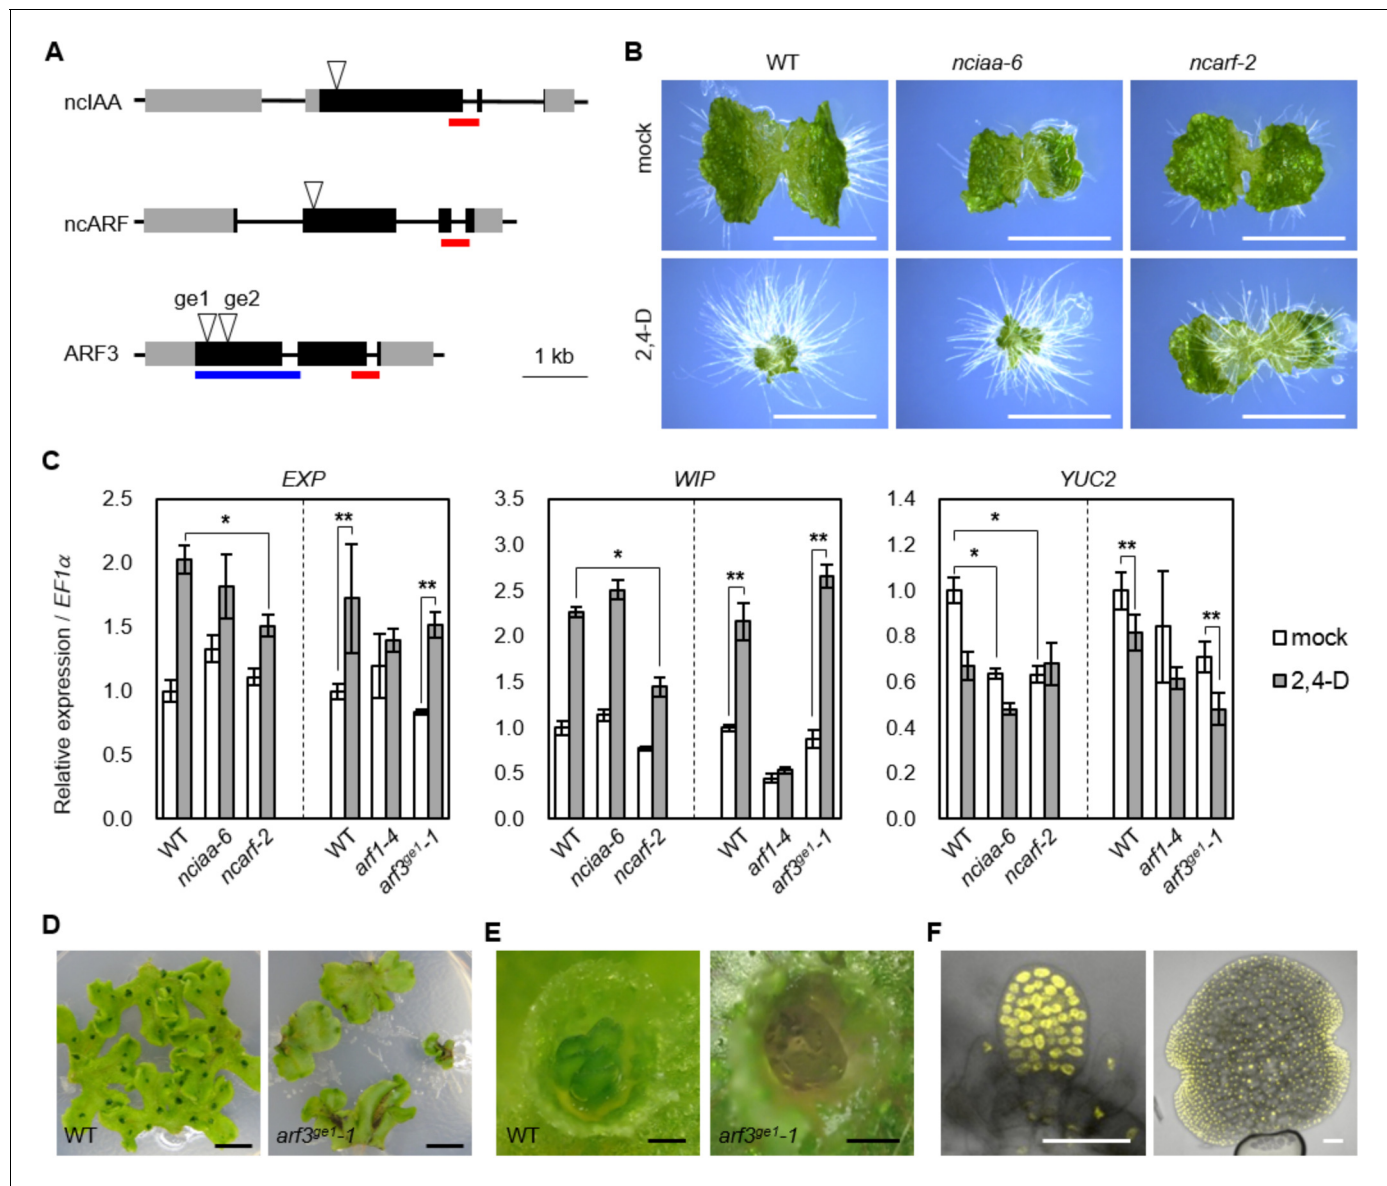 A
ncIAA
ncARF
ge1 ge2
ARF3
1 kb
B
WT nciaa-6 ncarf-2
mock
2,4-D
C
EXP WIP YUC2
Relative expression / EF1α
2.5
2.0
1.5
1.0
0.5
0.0
* ** **
WT nciaa-6 ncarf-2 WT arf1-4 arf3ge1-1
3.5
3.0
2.5
2.0
1.5
1.0
0.5
0.0
* ** **
WT nciaa-6 ncarf-2 WT arf1-4 arf3ge1-1
1.4
1.2
1.0
0.8
0.6
0.4
0.2
0.0
* * ** **
WT nciaa-6 ncarf-2 WT arf1-4 arf3ge1-1
mock
2,4-D
D
WT arf3ge1-1
E
WT arf3ge1-1
F